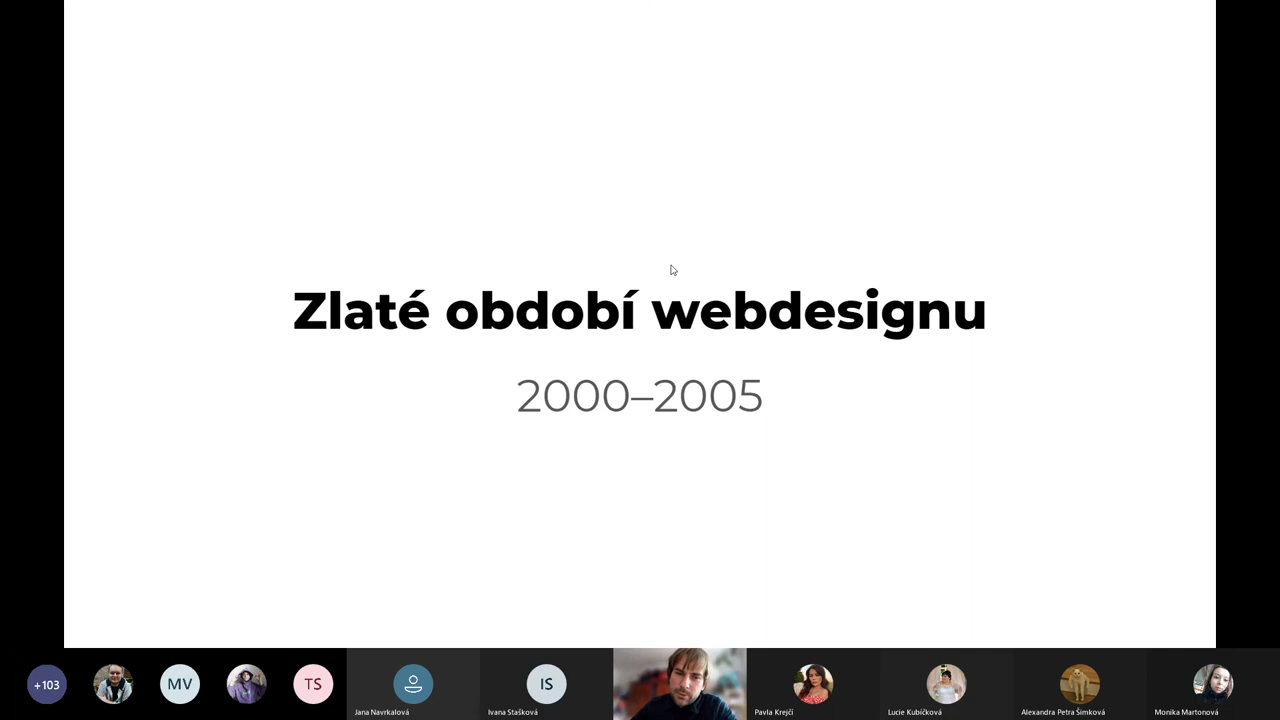 Zlaté období webdesignu
2000–2005
+103
MV
TS
IS
Jana Navrkalová
Ivana Stašková
Pavla Krejčí
Lucie Kubíčková
Alexandra Petra Šimková
Monika Martonová